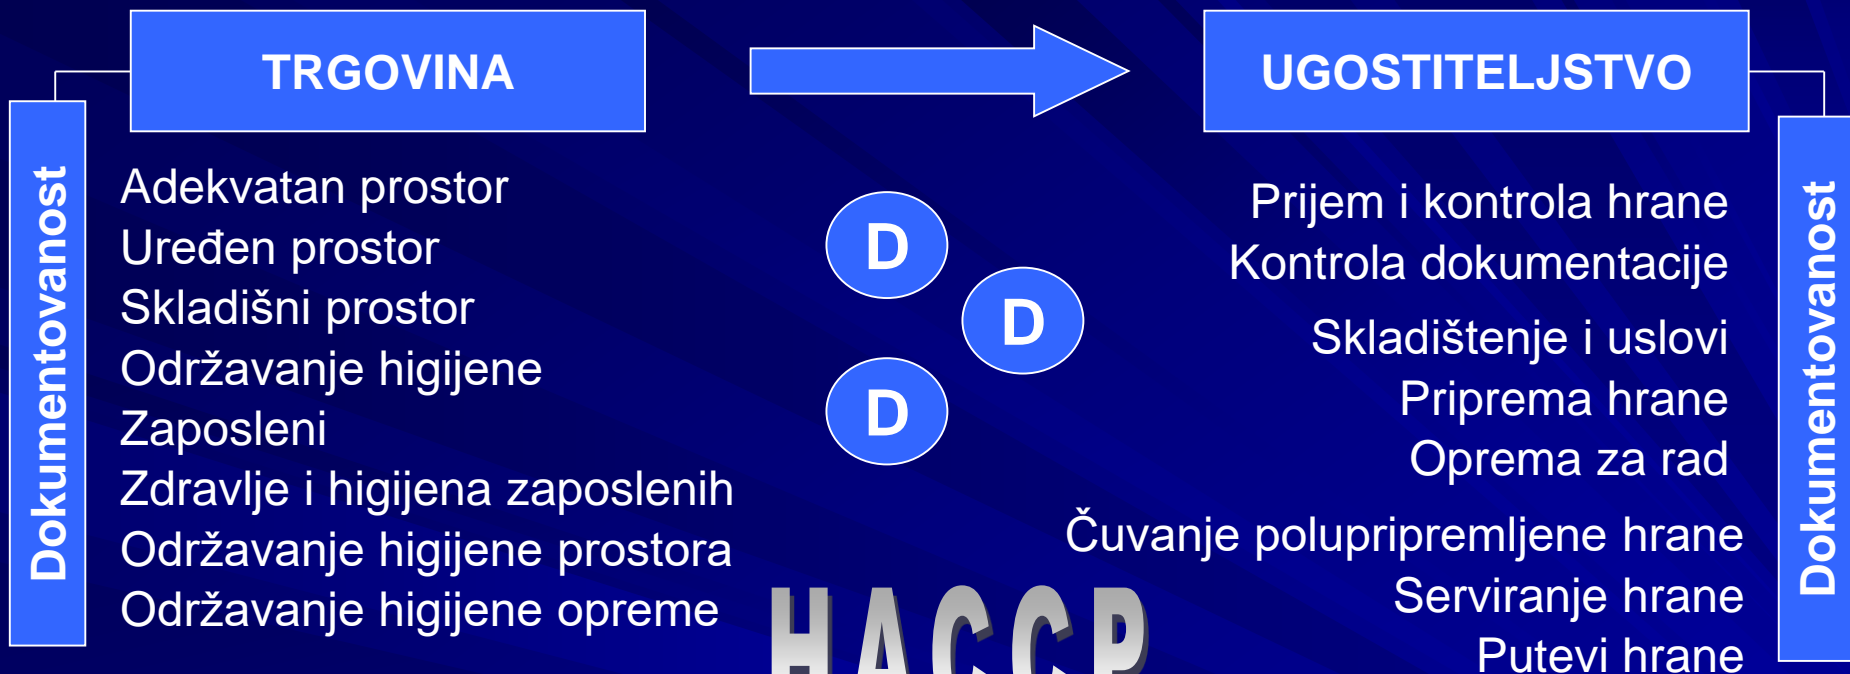 TRGOVINA
UGOSTITELJSTVO
Dokumentovanost
Adekvatan prostor
Uređen prostor
Skladišni prostor
Održavanje higijene
Zaposleni
Zdravlje i higijena zaposlenih
Održavanje higijene prostora
Održavanje higijene opreme
D
D
D
HACCP
Prijem i kontrola hrane
Kontrola dokumentacije
Skladištenje i uslovi
Priprema hrane
Oprema za rad
Čuvanje polupripremljene hrane
Serviranje hrane
Putevi hrane
Dokumentovanost